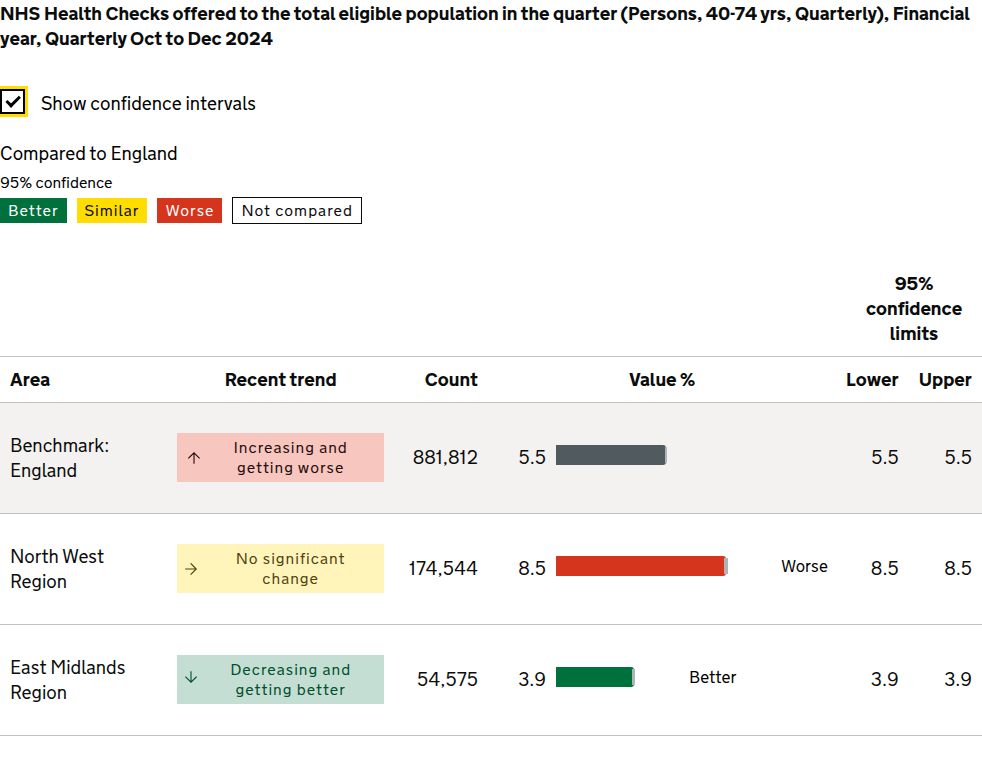 NHS Health Checks offered to the total eligible population in the quarter (Persons, 40-74 yrs, Quarterly), Financial
year, Quarterly Oct to Dec 2024
Show confidence intervals
Compared to England
95% confidence
Better Similar Worse Not compared
95%
confidence
limits
Area Recent trend Count Value % Lower Upper
Benchmark:
England
Increasing and
getting worse
881,812 5.5 5.5 5.5
North West
Region
No significant
change
174,544 8.5 Worse 8.5 8.5
East Midlands
Region
Decreasing and
getting better
54,575 3.9 Better 3.9 3.9